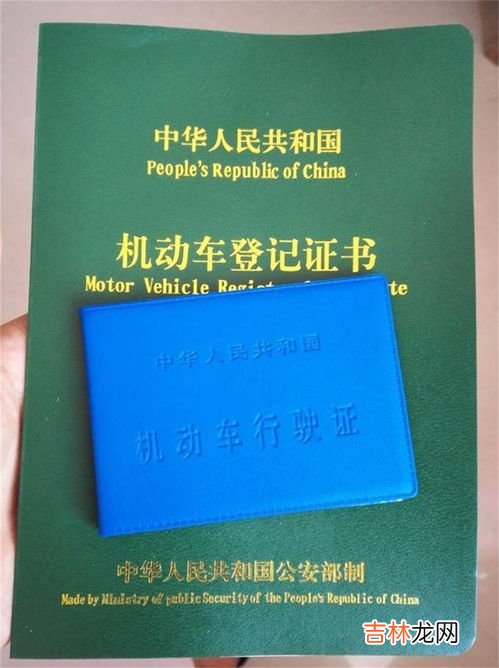 中华人民共和国
People's Republic of China
机动车登记证书
Motor Vehicle te
中华人民共和国
机动车行驶证
中华人民共和国公安部制
Made by Ministry of public Security of the People's Republic of China
吉林龙网